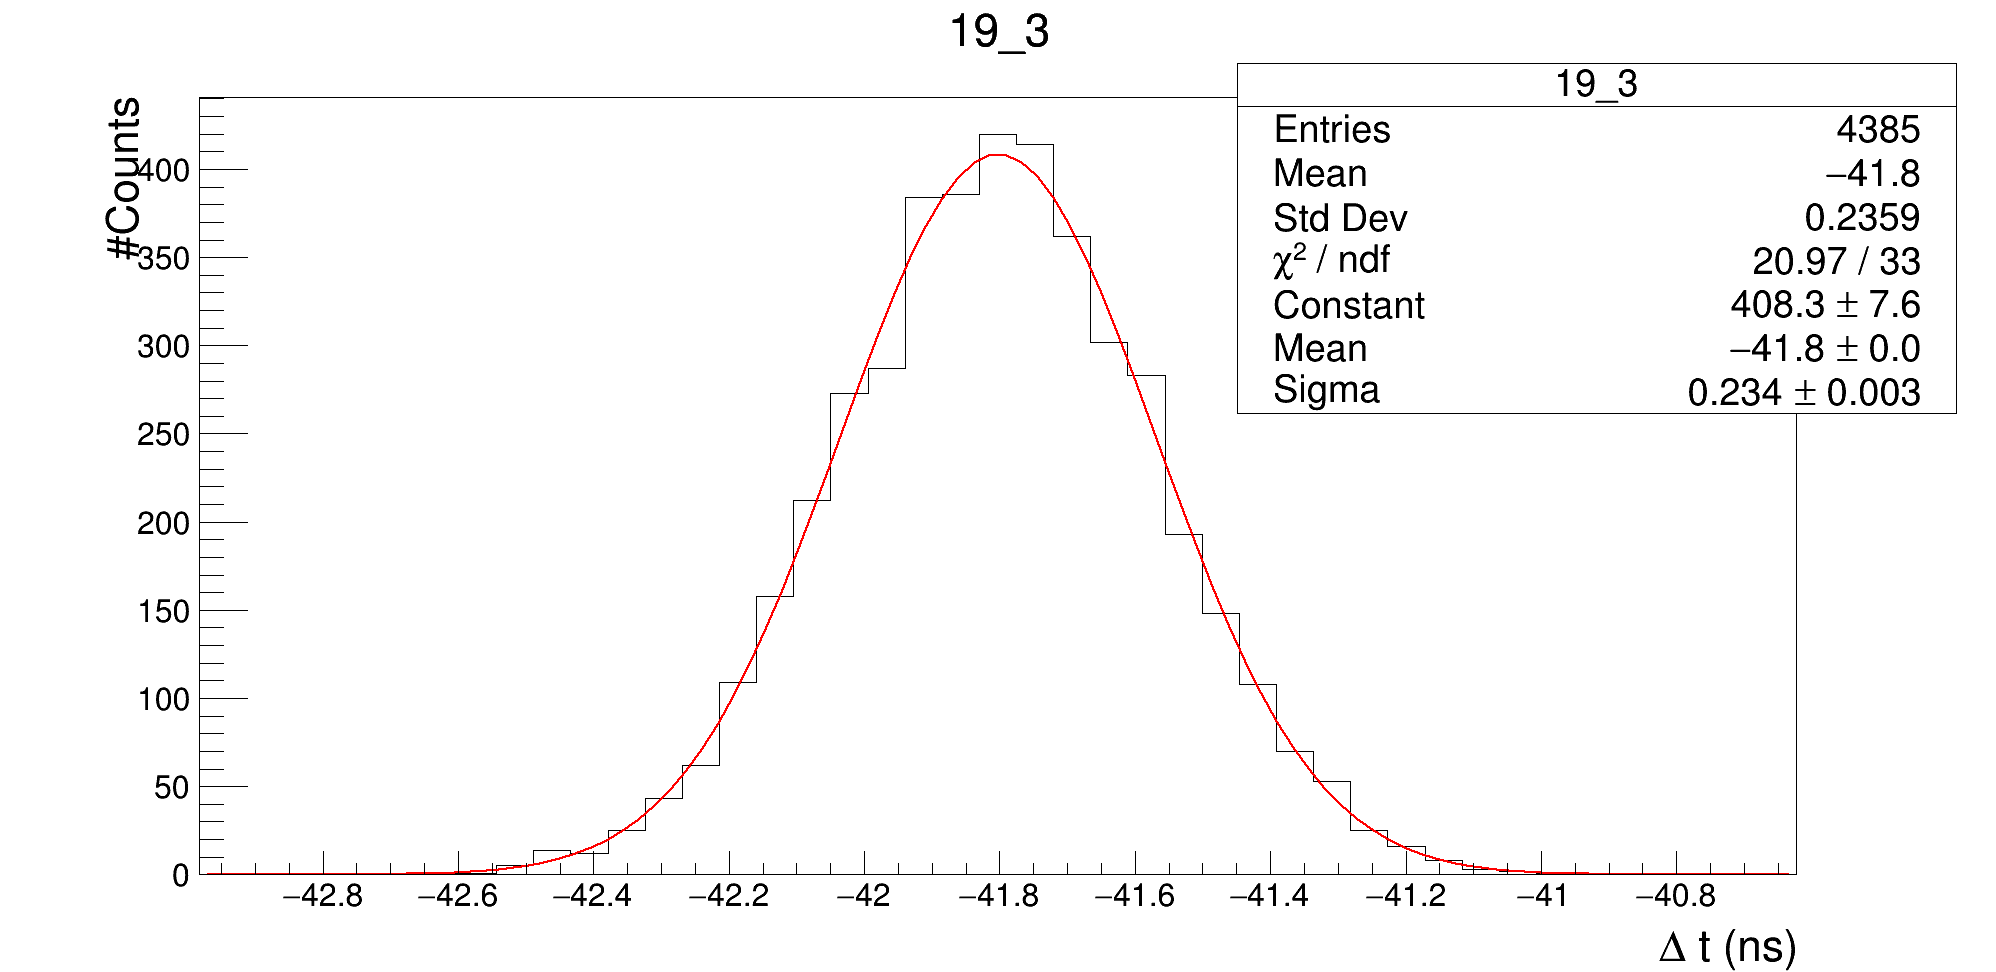 19_3
19_3
Entries 4385
Mean −41.8
Std Dev 0.2359
χ² / ndf 20.97 / 33
Constant 408.3 ± 7.6
Mean −41.8 ± 0.0
Sigma 0.234 ± 0.003
#Counts
400
350
300
250
200
150
100
50
0
−42.8 −42.6 −42.4 −42.2 −42 −41.8 −41.6 −41.4 −41.2 −41 −40.8
Δ t (ns)